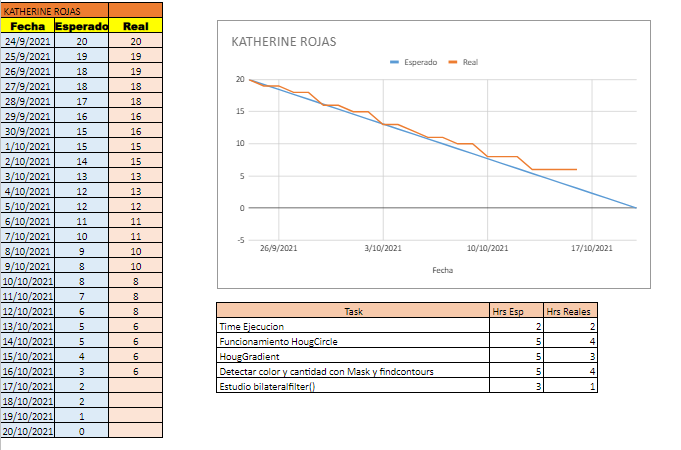 KATHERINE ROJAS
Fecha Esperado Real
24/9/2021 20 20
25/9/2021 19 19
26/9/2021 18 19
27/9/2021 18 18
28/9/2021 17 18
29/9/2021 16 16
30/9/2021 15 16
1/10/2021 15 15
2/10/2021 14 15
3/10/2021 13 13
4/10/2021 12 13
5/10/2021 12 12
6/10/2021 11 11
7/10/2021 10 11
8/10/2021 9 10
9/10/2021 8 10
10/10/2021 8 8
11/10/2021 7 8
12/10/2021 6 8
13/10/2021 5 6
14/10/2021 5 6
15/10/2021 4 6
16/10/2021 3 6
17/10/2021 2
18/10/2021 2
19/10/2021 1
20/10/2021 0
KATHERINE ROJAS
Esperado Real
20
15
10
5
0
-5
26/9/2021 3/10/2021 10/10/2021 17/10/2021
Fecha
Task Hrs Esp Hrs Reales
Time Ejecucion 2 2
Funcionamiento HougCircle 5 4
HougGradient 5 3
Detectar color y cantidad con Mask y findcontours 5 4
Estudio bilateralfilter() 3 1